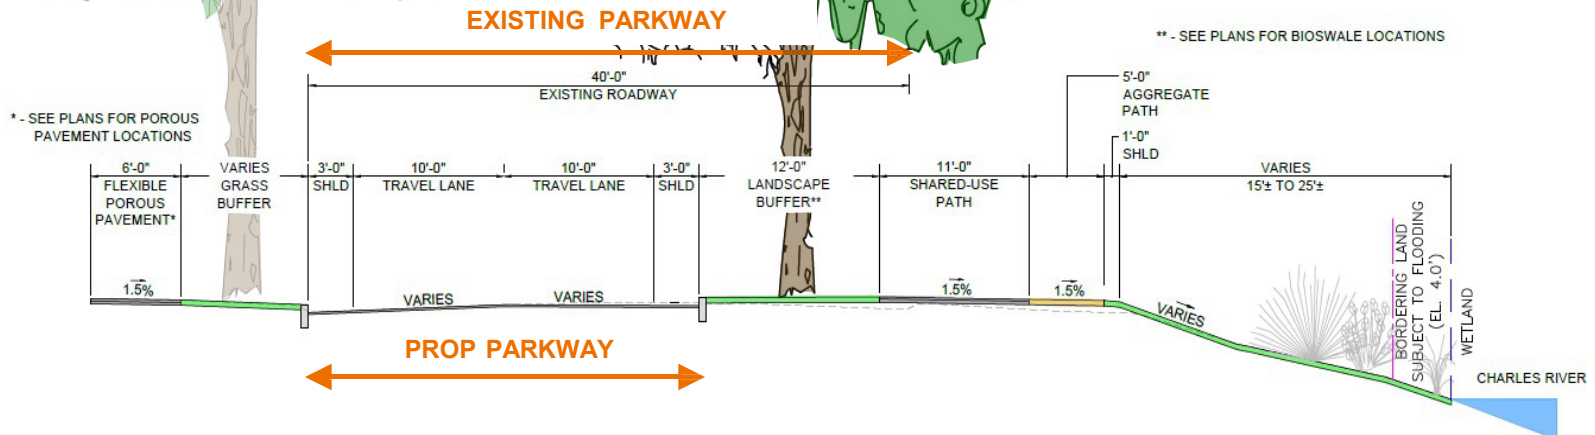 EXISTING PARKWAY
** - SEE PLANS FOR BIOSWALE LOCATIONS
40'-0"
EXISTING ROADWAY
5'-0"
AGGREGATE
PATH
* - SEE PLANS FOR POROUS
PAVEMENT LOCATIONS
1'-0"
SHLD
6'-0"
FLEXIBLE
POROUS
PAVEMENT*
VARIES
GRASS
BUFFER
3'-0"
SHLD
10'-0"
TRAVEL LANE
10'-0"
TRAVEL LANE
3'-0"
SHLD
12'-0"
LANDSCAPE
BUFFER**
11'-0"
SHARED-USE
PATH
VARIES
15'± TO 25'±
1.5%
VARIES
VARIES
1.5%
1.5%
VARIES
BORDERING LAND
SUBJECT TO FLOODING
(EL. 4.0')
WETLAND
PROP PARKWAY
CHARLES RIVER